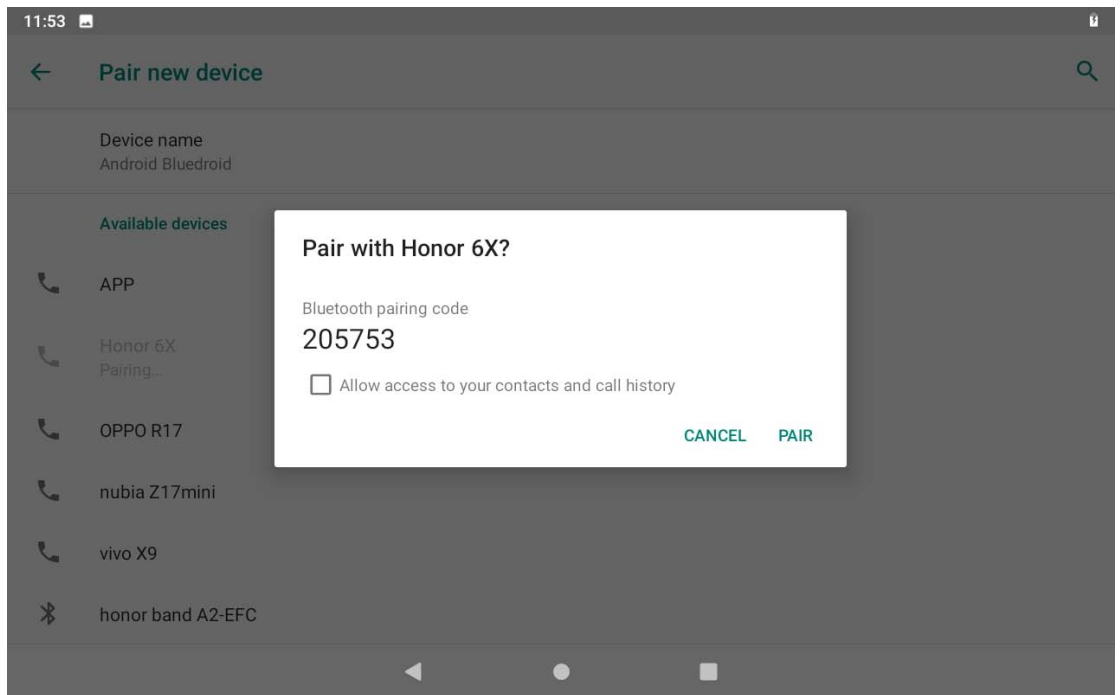 11:53
Pair new device
Device name
Android Bluedroid
Available devices
APP
Honor 6X
Pairing...
OPPO R17
nubia Z17mini
vivo X9
honor band A2-EFC
Pair with Honor 6X?
Bluetooth pairing code
205753
Allow access to your contacts and call history
CANCEL PAIR